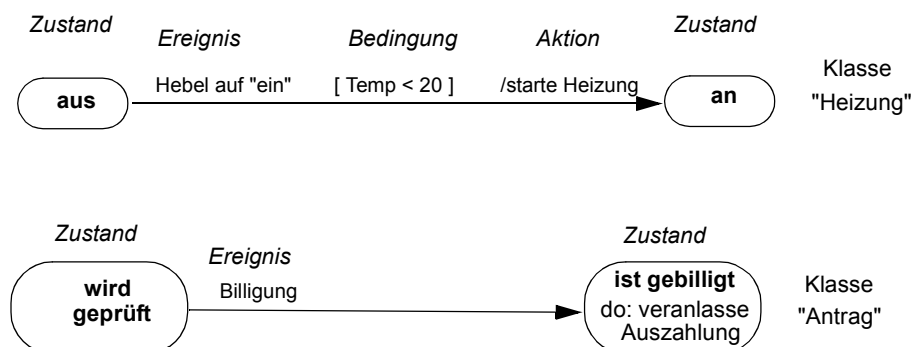 Zustand
Ereignis
Bedingung
Aktion
Zustand
aus
Hebel auf "ein"
[ Temp < 20 ]
/starte Heizung
an
Klasse
"Heizung"
Zustand
Ereignis
Zustand
wird
geprüft
Billigung
ist gebilligt
do: veranlasse
Auszahlung
Klasse
"Antrag"